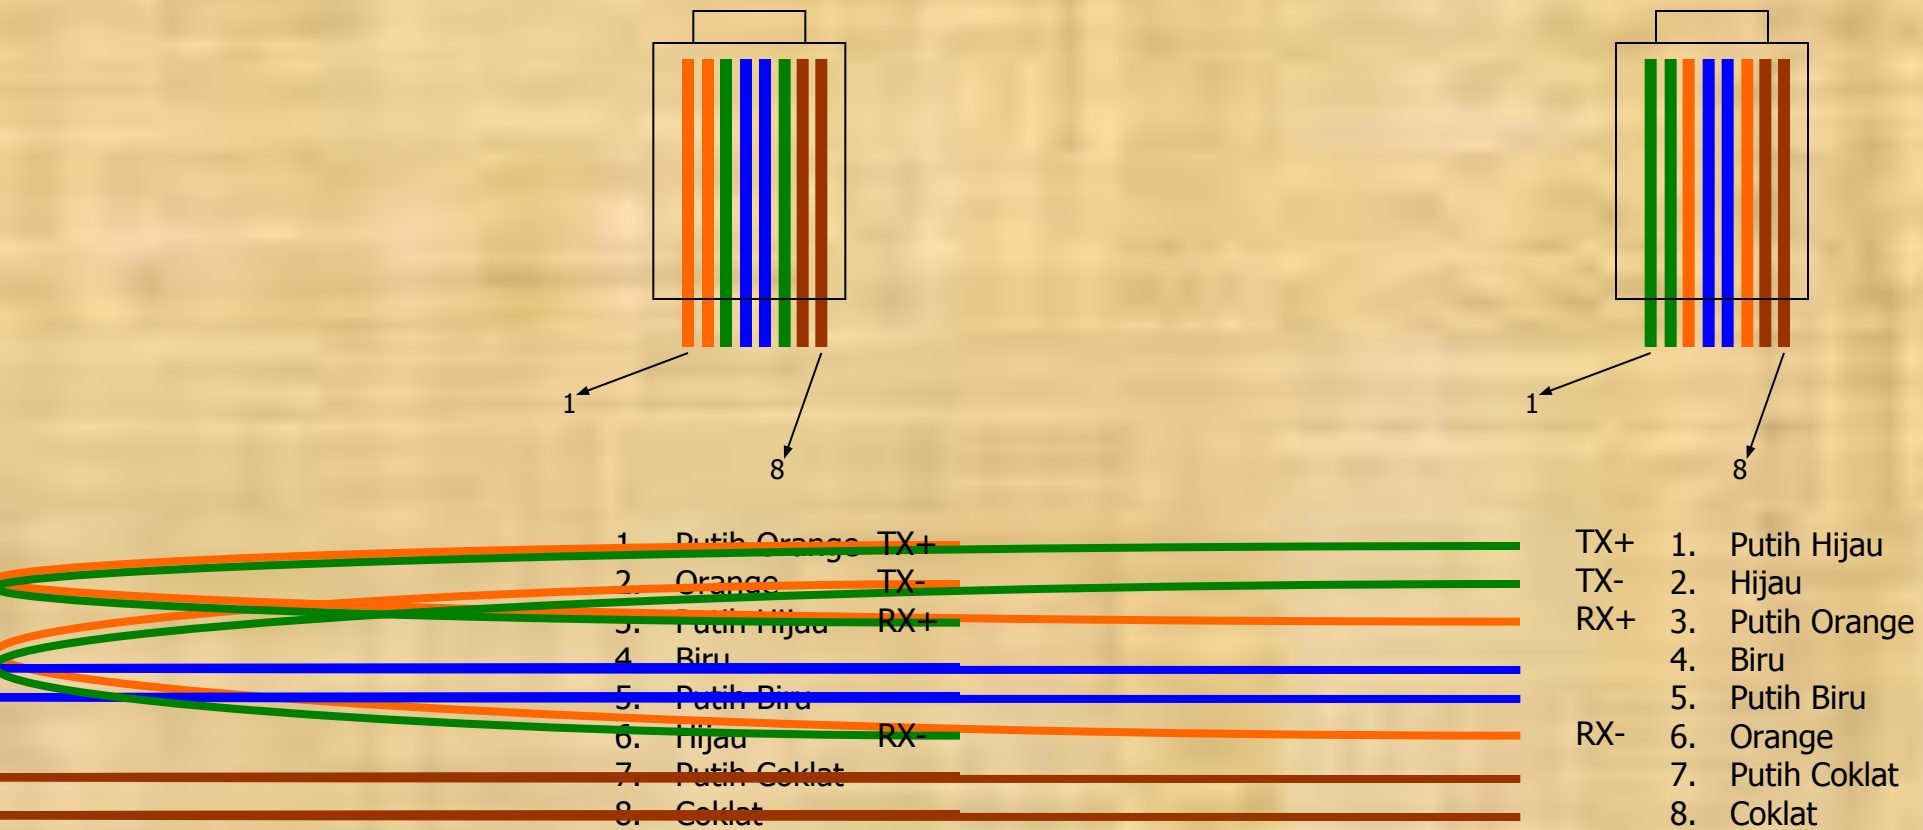 1
8
1
8
1. Putih Orange TX+
2. Orange TX-
3. Putih Hijau RX+
4. Biru
5. Putih Biru
6. Hijau RX-
7. Putih Coklat
8. Coklat
TX+ 1. Putih Hijau
TX- 2. Hijau
RX+ 3. Putih Orange
4. Biru
5. Putih Biru
RX- 6. Orange
7. Putih Coklat
8. Coklat